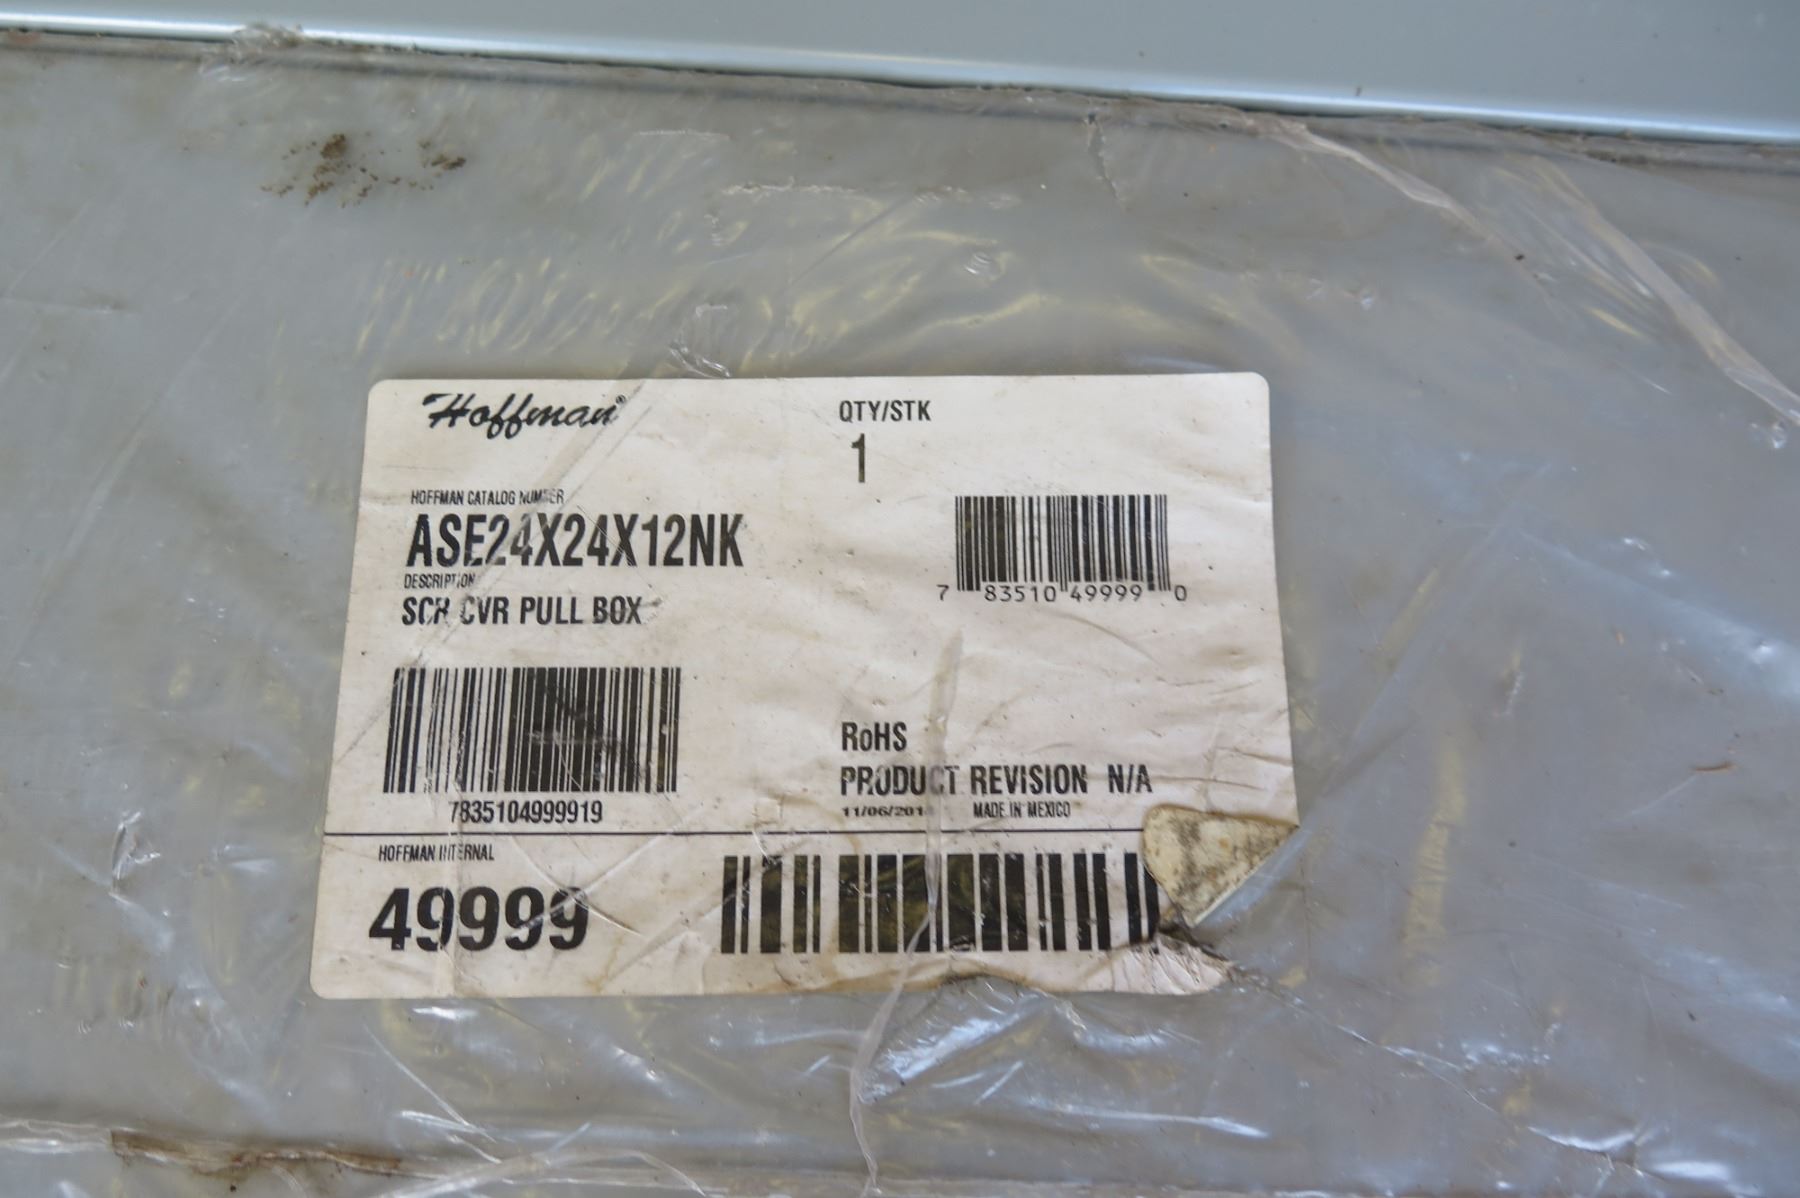 Hoffman®
QTY/STK
1
HOFFMAN CATALOG NUMBER
ASE24X24X12NK
DESCRIPTION
SCR CVR PULL BOX
7 83510 49999 0
7835104999919
RoHS
PRODUCT REVISION N/A
MADE IN MEXICO
HOFFMAN INTERNAL
49999